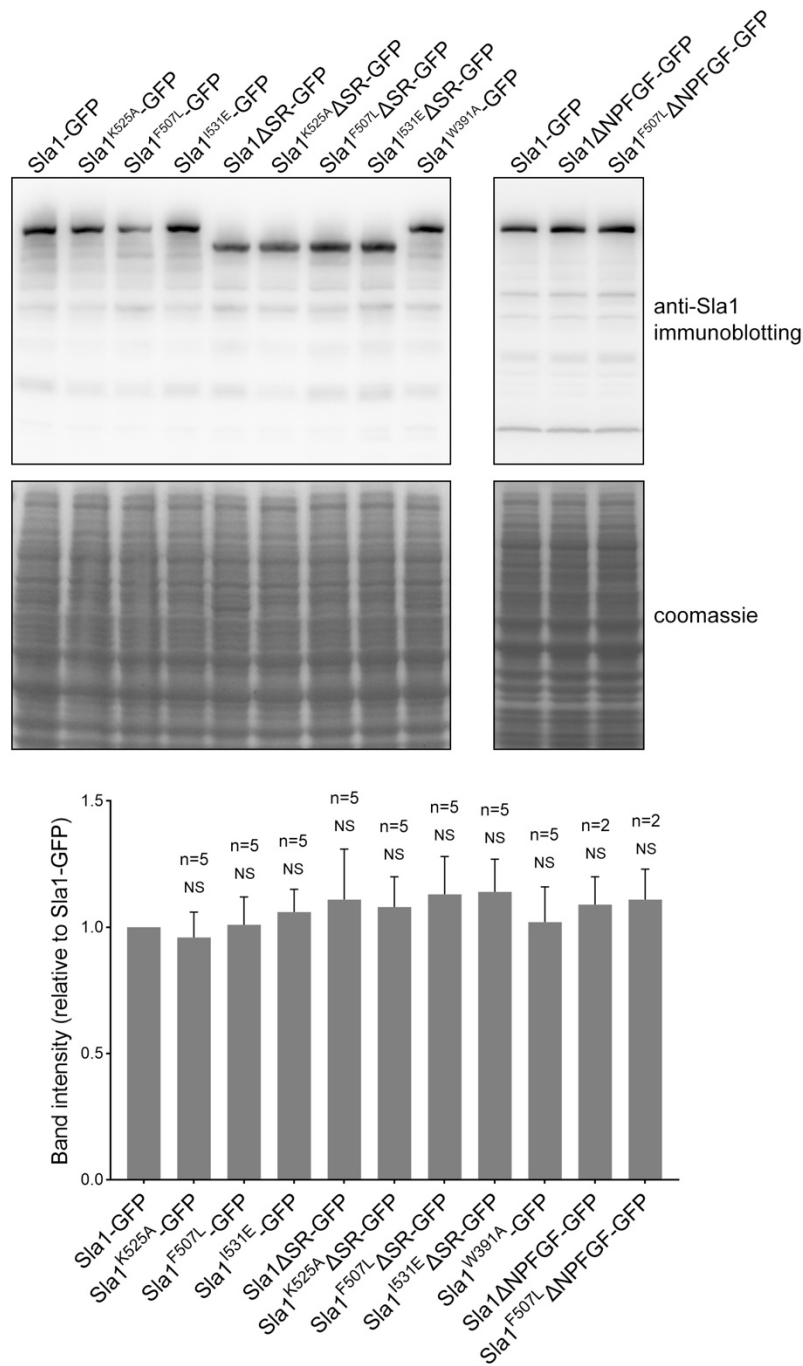 Sla1-GFP
Sla1K525A-GFP
Sla1F507L-GFP
Sla1I531E-GFP
Sla1ΔSR-GFP
Sla1K525AΔSR-GFP
Sla1F507LΔSR-GFP
Sla1I531EΔSR-GFP
Sla1W391A-GFP
Sla1-GFP
Sla1ΔNPFGF-GFP
Sla1F507LΔNPFGF-GFP
anti-Sla1
immunoblotting
coomassie
Band intensity (relative to Sla1-GFP)
1.5
1.0
0.5
0.0
n=5
NS
n=5
NS
n=5
NS
n=5
NS
n=5
NS
n=5
NS
n=5
NS
n=5
NS
n=2
NS
n=2
NS
Sla1-GFP
Sla1K525A-GFP
Sla1F507L-GFP
Sla1I531E-GFP
Sla1ΔSR-GFP
Sla1K525AΔSR-GFP
Sla1F507LΔSR-GFP
Sla1I531EΔSR-GFP
Sla1W391A-GFP
Sla1ΔNPFGF-GFP
Sla1F507LΔNPFGF-GFP